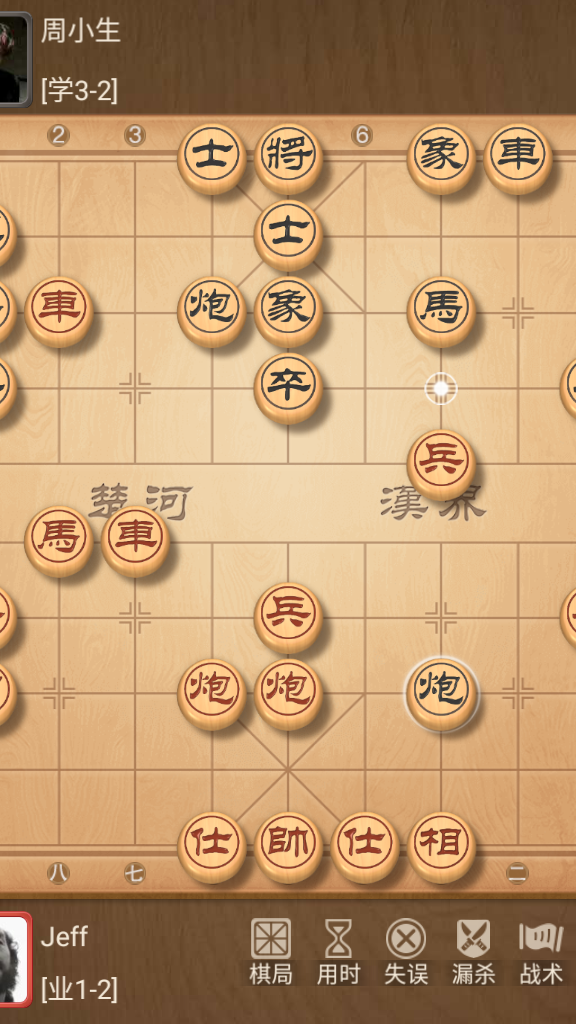 周小生
[学3-2]
2 3 6
士 將 象 車
士
車 炮 象 馬
卒
兵
楚河 漢界
馬 車
兵
炮 炮 炮
仕 帥 仕 相
八 七 二
Jeff
[业1-2]
棋局 用时 失误 漏杀 战术